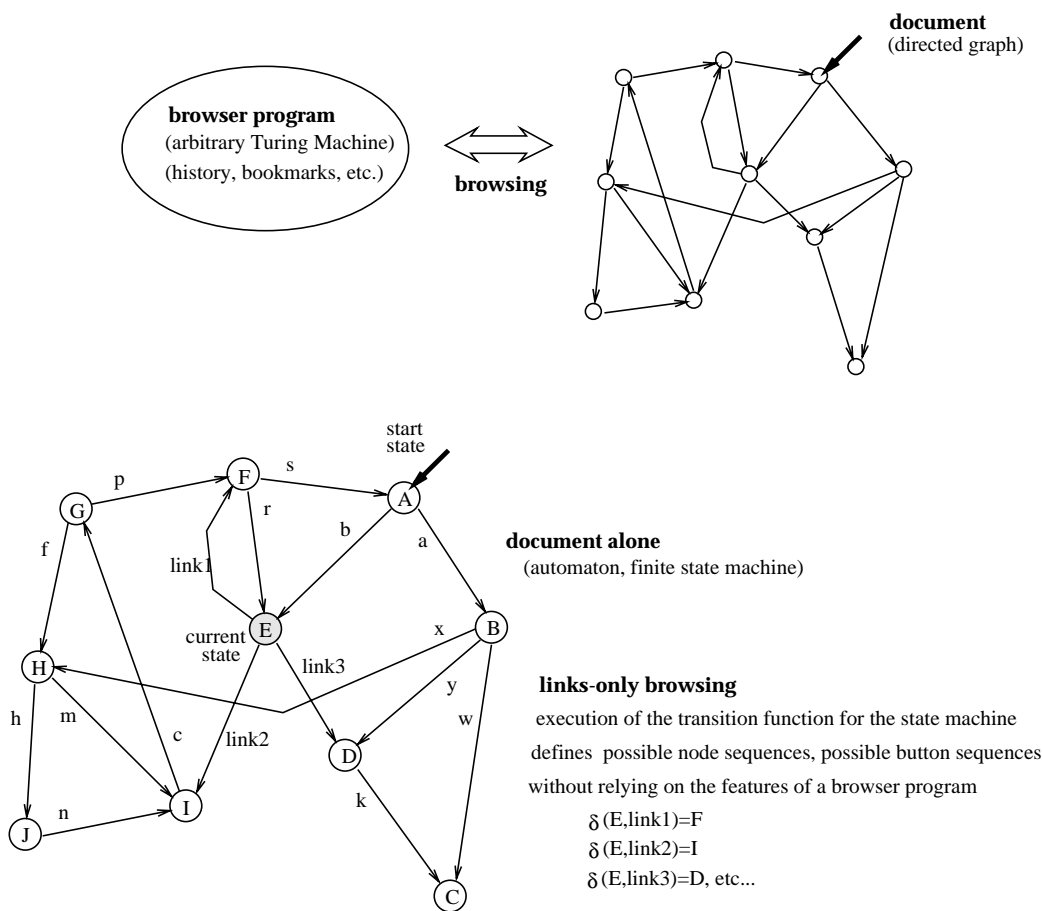 document
(directed graph)
browser program
(arbitrary Turing Machine)
(history, bookmarks, etc.)
browsing
start
state
p
F
s
A
G
r
b
a
f
link1
document alone
(automaton, finite state machine)
E
current
state
x
B
H
link3
y
w
h
m
c
link2
D
k
n
I
J
C
links-only browsing
execution of the transition function for the state machine
defines possible node sequences, possible button sequences
without relying on the features of a browser program
δ (E,link1)=F
δ (E,link2)=I
δ (E,link3)=D, etc...